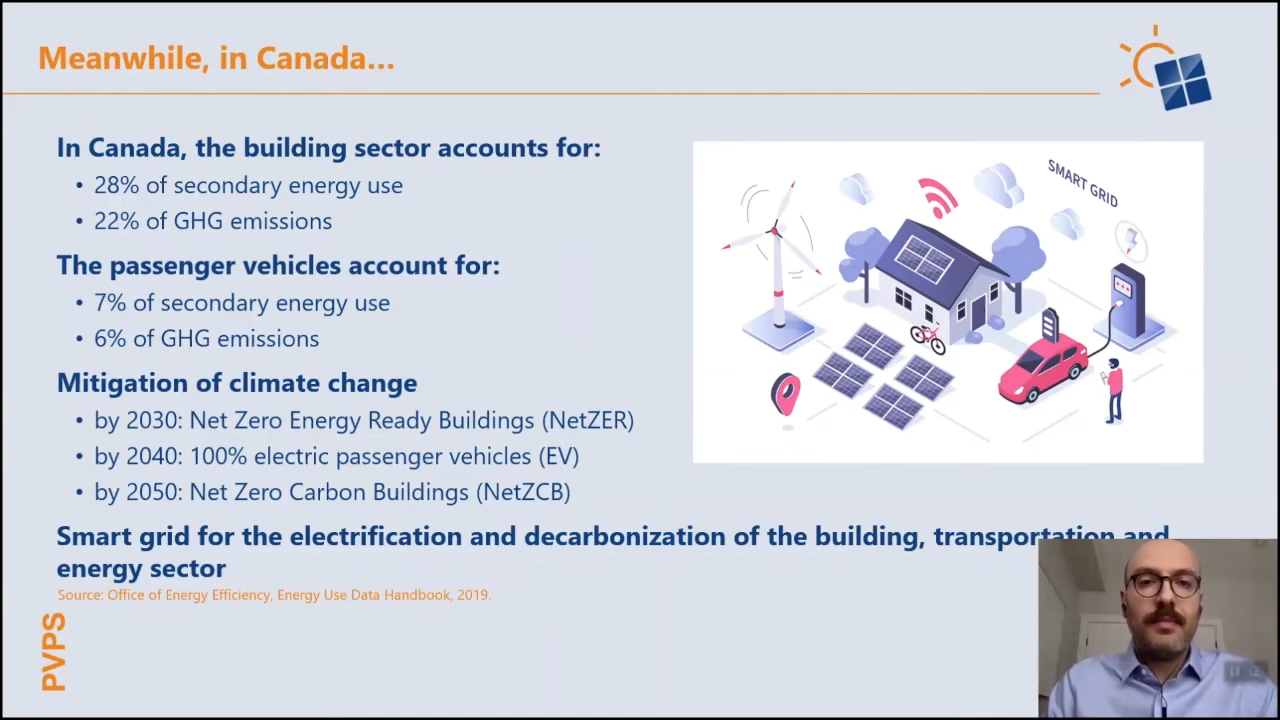 Meanwhile, in Canada...
In Canada, the building sector accounts for:
• 28% of secondary energy use
• 22% of GHG emissions
The passenger vehicles account for:
• 7% of secondary energy use
• 6% of GHG emissions
Mitigation of climate change
• by 2030: Net Zero Energy Ready Buildings (NetZER)
• by 2040: 100% electric passenger vehicles (EV)
• by 2050: Net Zero Carbon Buildings (NetZCB)
Smart grid for the electrification and decarbonization of the building, transportation and
energy sector
Source: Office of Energy Efficiency, Energy Use Data Handbook, 2019.
PVPS
SMART GRID